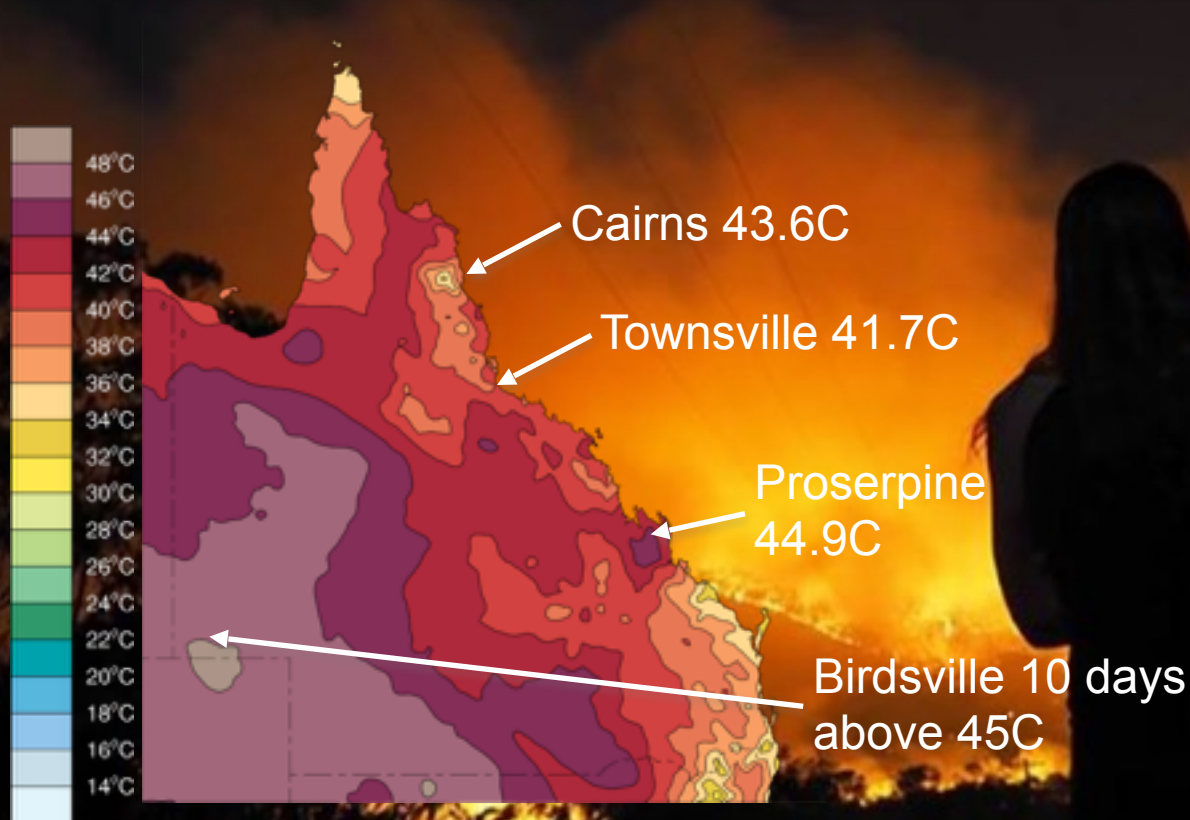 48°C
46°C
44°C
42°C
40°C
38°C
36°C
34°C
32°C
30°C
28°C
26°C
24°C
22°C
20°C
18°C
16°C
14°C
Cairns 43.6C
Townsville 41.7C
Proserpine
44.9C
Birdsville 10 days
above 45C